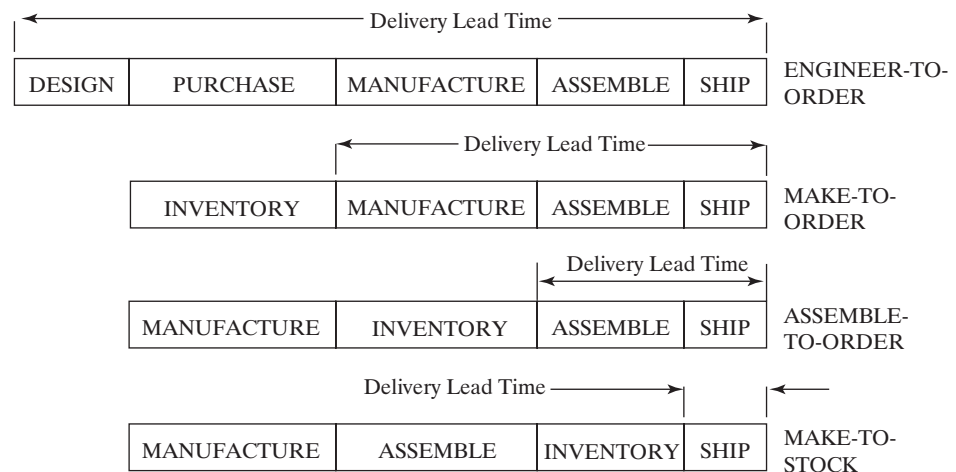 Delivery Lead Time
DESIGN PURCHASE MANUFACTURE ASSEMBLE SHIP ENGINEER-TO-
ORDER
Delivery Lead Time
INVENTORY MANUFACTURE ASSEMBLE SHIP MAKE-TO-
ORDER
Delivery Lead Time
MANUFACTURE INVENTORY ASSEMBLE SHIP ASSEMBLE-
TO-ORDER
Delivery Lead Time
MANUFACTURE ASSEMBLE INVENTORY SHIP MAKE-TO-
STOCK